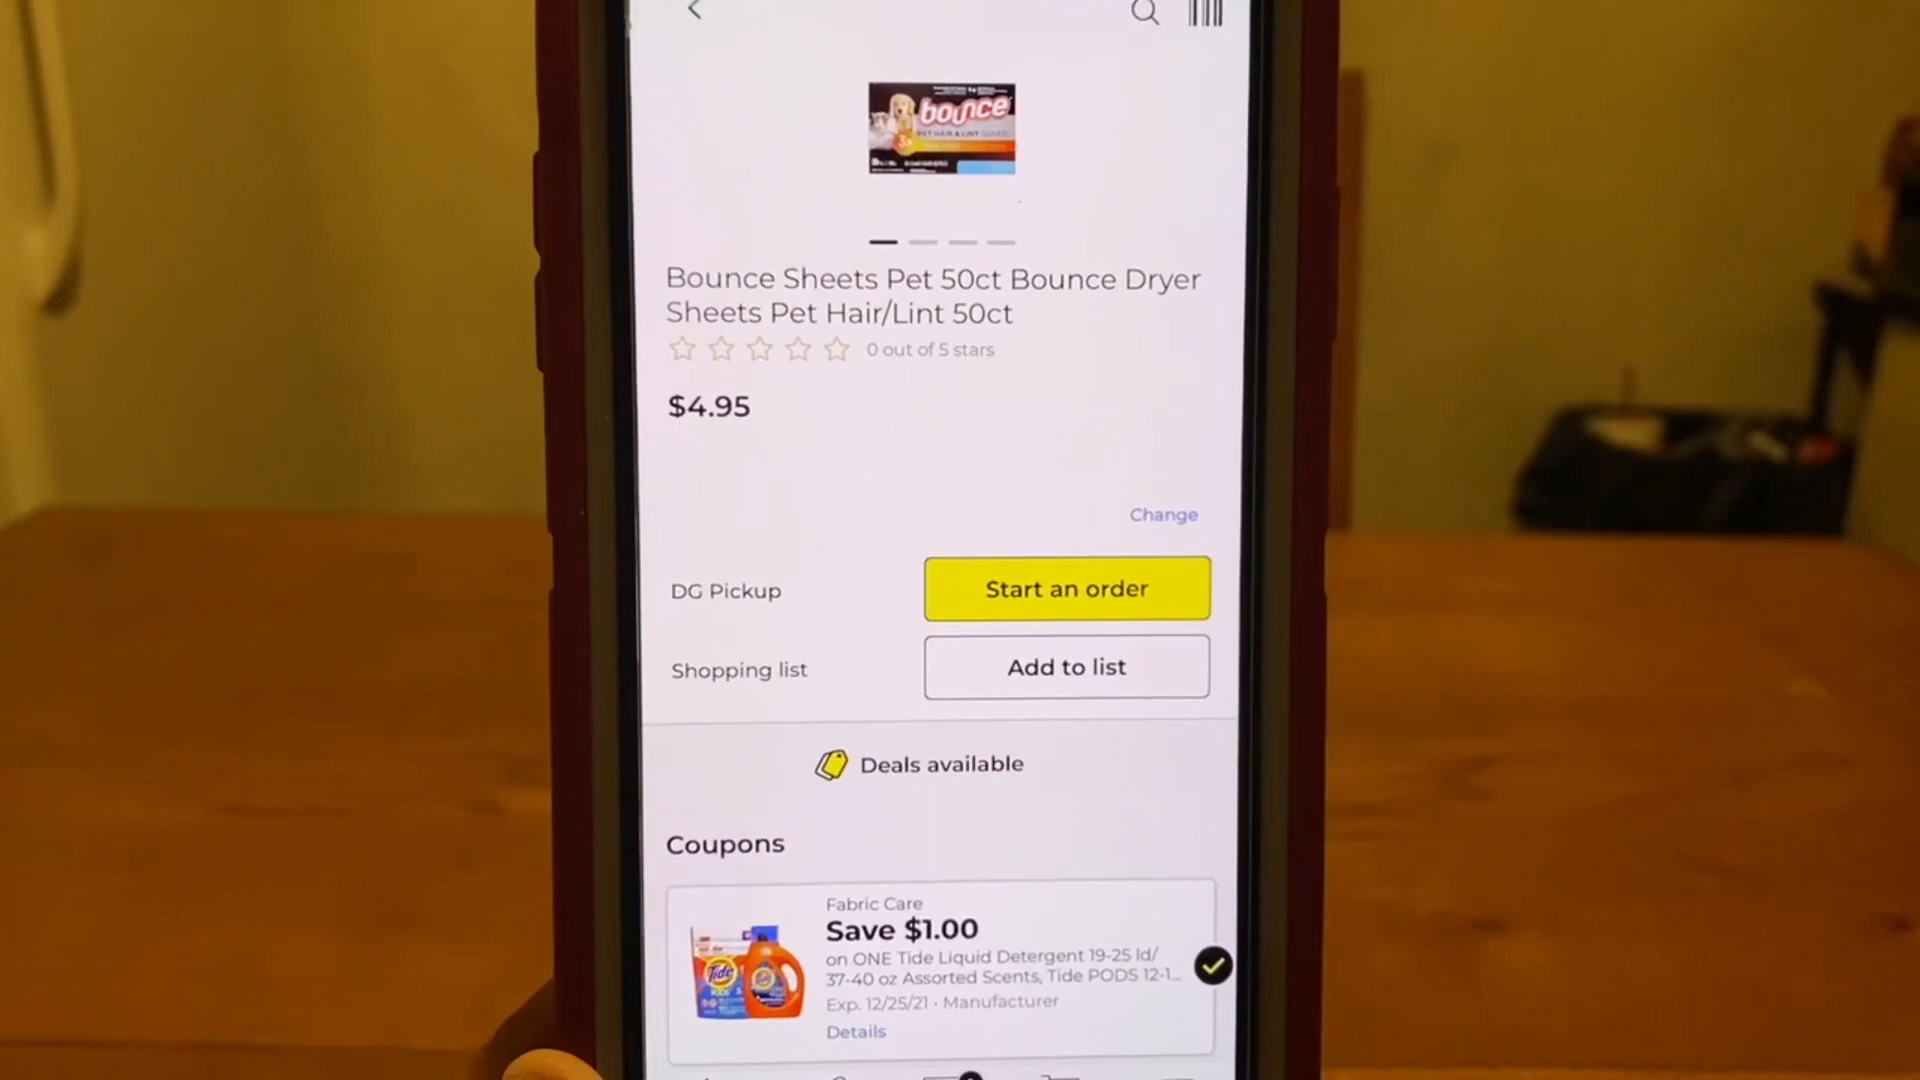 bounce
PET HAIR & LINT GUARD
Bounce Sheets Pet 50ct Bounce Dryer
Sheets Pet Hair/Lint 50ct
0 out of 5 stars
$4.95
Change
DG Pickup
Start an order
Shopping list
Add to list
Deals available
Coupons
Fabric Care
Save $1.00
on ONE Tide Liquid Detergent 19-25 ld/
37-40 oz Assorted Scents, Tide PODS 12-1...
Exp. 12/25/21 • Manufacturer
Details
Tide
PODS